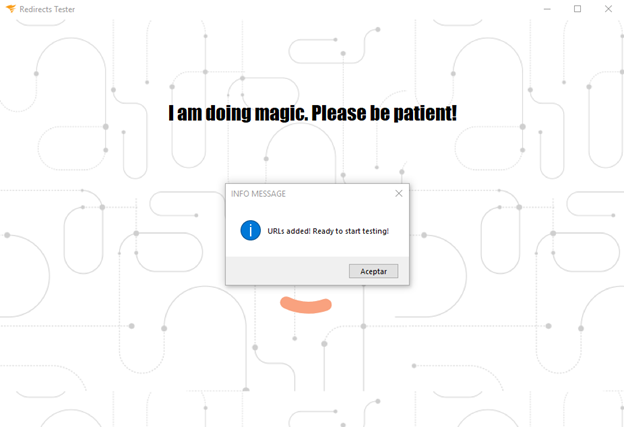 Redirects Tester
I am doing magic. Please be patient!
INFO MESSAGE
URLs added! Ready to start testing!
Aceptar